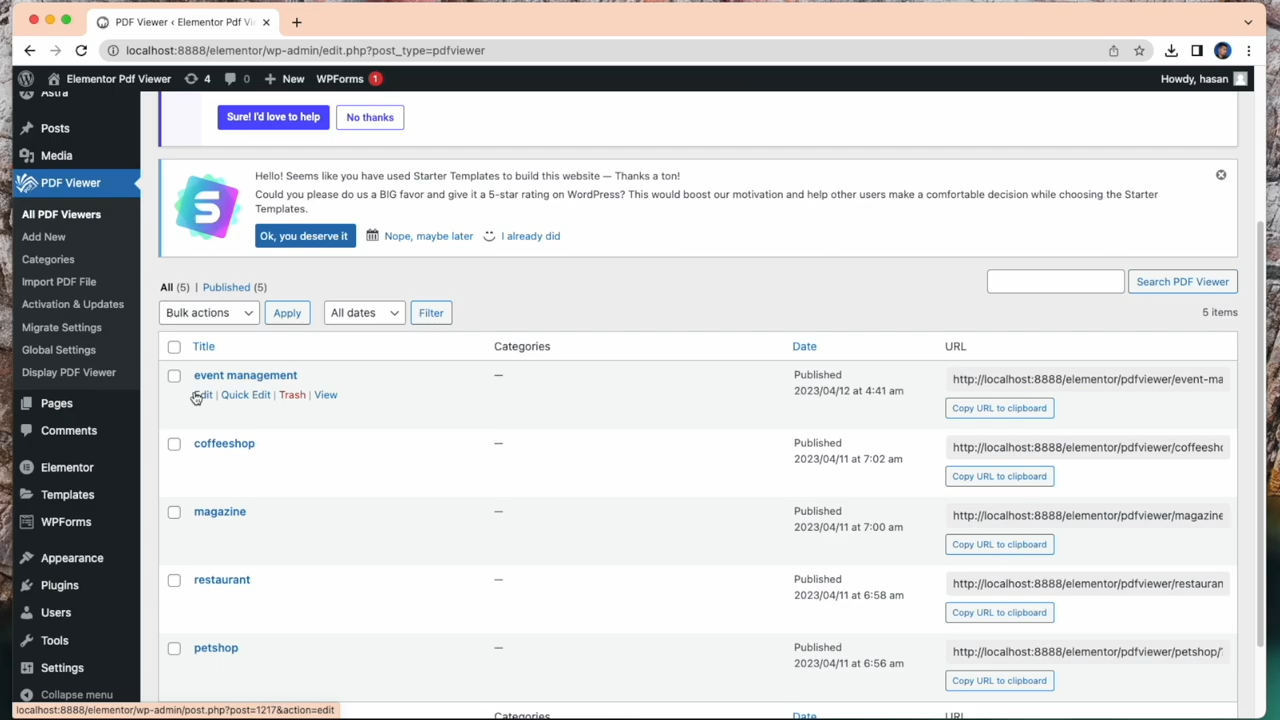 PDF Viewer ‹ Elementor Pdf Vi
localhost:8888/elementor/wp-admin/edit.php?post_type=pdfviewer
Elementor Pdf Viewer 4 0 New WPForms 1 Howdy, hasan
Astra
Posts
Media
PDF Viewer
All PDF Viewers
Add New
Categories
Import PDF File
Activation & Updates
Migrate Settings
Global Settings
Display PDF Viewer
Pages
Comments
Elementor
Templates
WPForms
Appearance
Plugins
Users
Tools
Settings
Collapse menu
Sure! I'd love to help No thanks
Hello! Seems like you have used Starter Templates to build this website — Thanks a ton!
Could you please do us a BIG favor and give it a 5-star rating on WordPress? This would boost our motivation and help other users make a comfortable decision while choosing the Starter
Templates.
Ok, you deserve it Nope, maybe later I already did
All (5) | Published (5)
Search PDF Viewer
Bulk actions Apply All dates Filter 5 items
Title Categories Date URL
event management — Published http://localhost:8888/elementor/pdfviewer/event-ma
Edit | Quick Edit | Trash | View 2023/04/12 at 4:41 am
Copy URL to clipboard
coffeeshop — Published http://localhost:8888/elementor/pdfviewer/coffeesho
2023/04/11 at 7:02 am
Copy URL to clipboard
magazine — Published http://localhost:8888/elementor/pdfviewer/magazine
2023/04/11 at 7:00 am
Copy URL to clipboard
restaurant — Published http://localhost:8888/elementor/pdfviewer/restauran
2023/04/11 at 6:58 am
Copy URL to clipboard
petshop — Published http://localhost:8888/elementor/pdfviewer/petshop/
2023/04/11 at 6:56 am
Copy URL to clipboard
Categories Date URL
localhost:8888/elementor/wp-admin/post.php?post=1217&action=edit